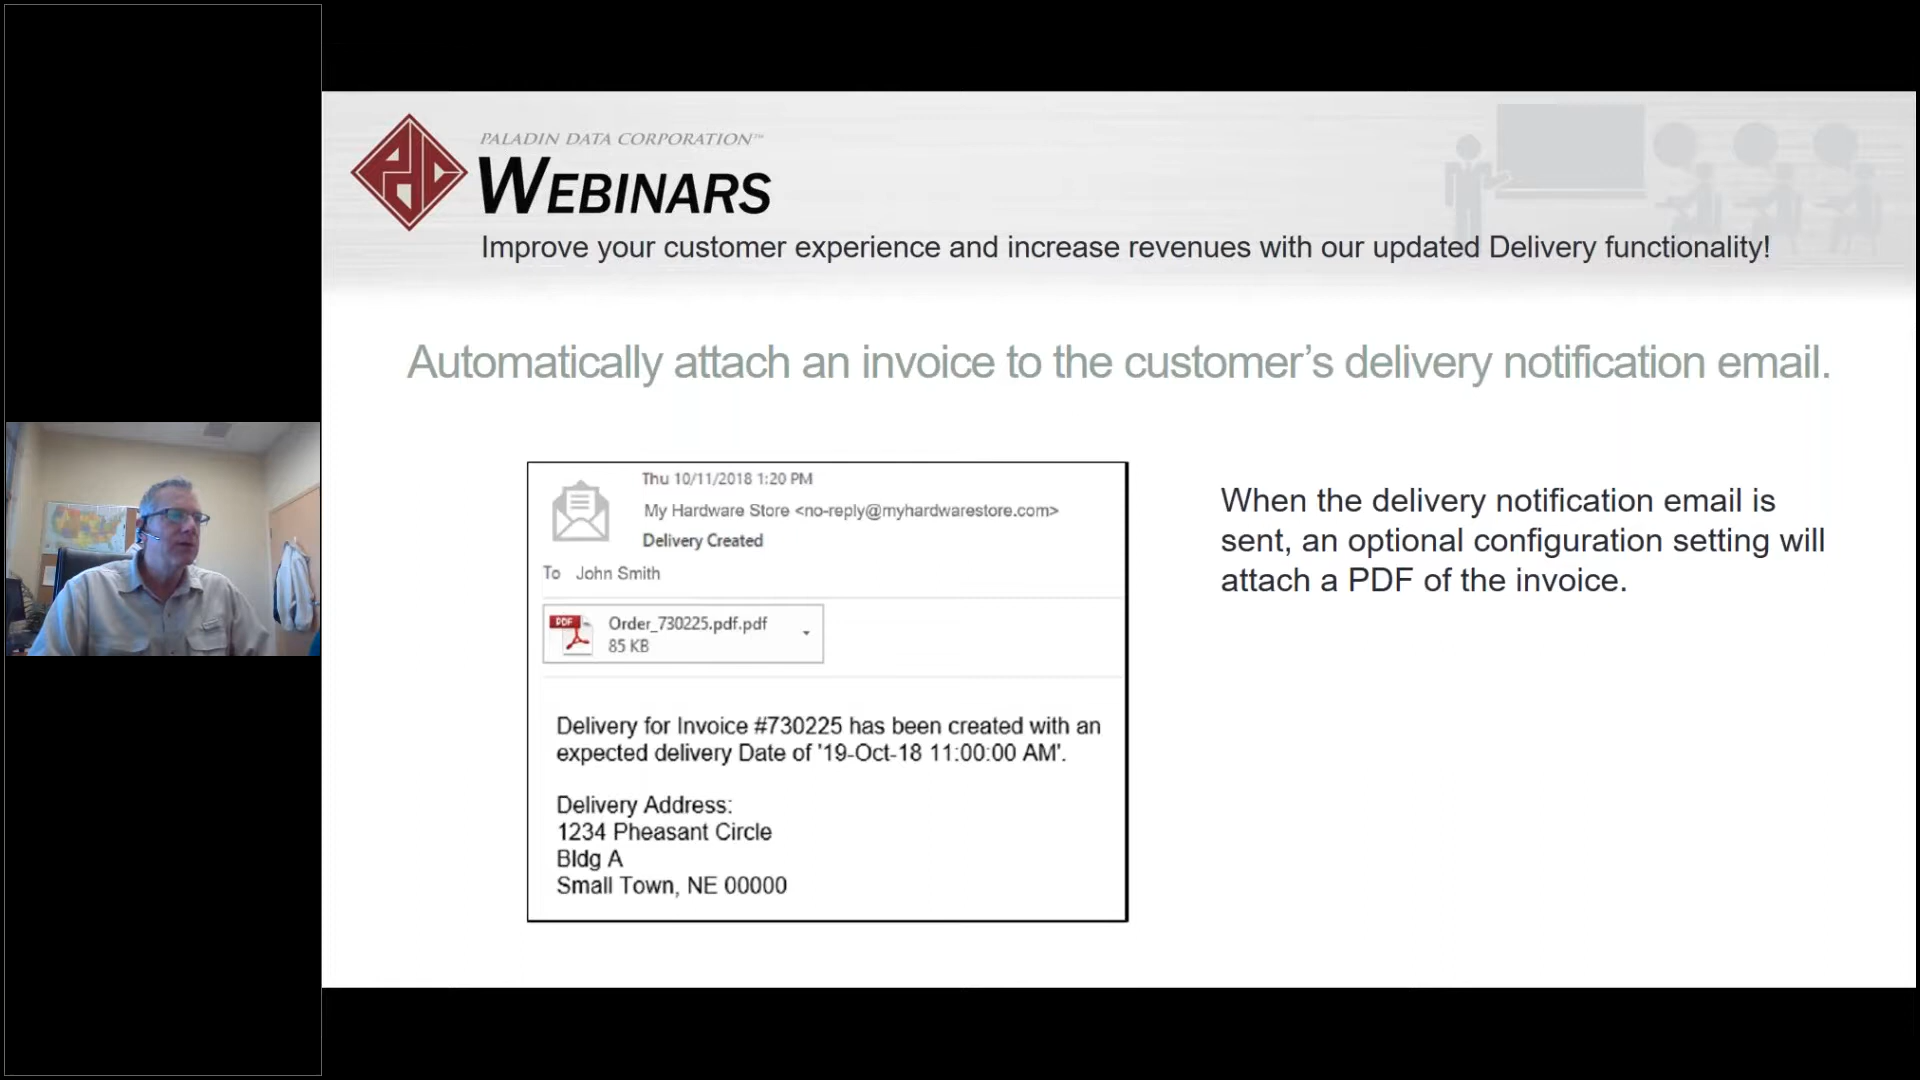 PALADIN DATA CORPORATION™
WEBINARS
Improve your customer experience and increase revenues with our updated Delivery functionality!
Automatically attach an invoice to the customer’s delivery notification email.
Thu 10/11/2018 1:20 PM
My Hardware Store <no-reply@myhardwarestore.com>
Delivery Created
To John Smith
PDF
Order_730225.pdf.pdf
85 KB
Delivery for Invoice #730225 has been created with an
expected delivery Date of '19-Oct-18 11:00:00 AM'.
Delivery Address:
1234 Pheasant Circle
Bldg A
Small Town, NE 00000
When the delivery notification email is
sent, an optional configuration setting will
attach a PDF of the invoice.